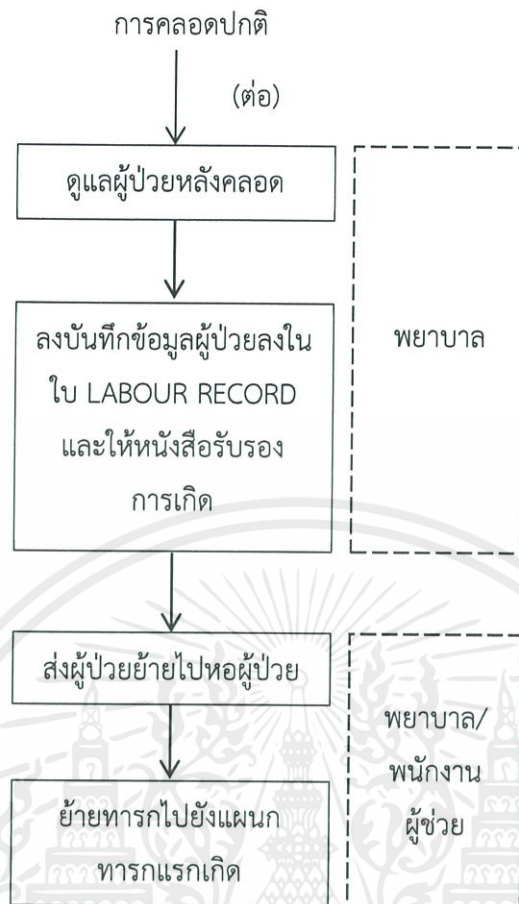 การคลอดปกติ
(ต่อ)
ดูแลผู้ป่วยหลังคลอด
ลงบันทึกข้อมูลผู้ป่วยลงใน
ใบ LABOUR RECORD
และให้หนังสือรับรอง
การเกิด
พยาบาล
ส่งผู้ป่วยย้ายไปหอผู้ป่วย
ย้ายทารกไปยังแผนก
ทารกแรกเกิด
พยาบาล/
พนักงาน
ผู้ช่วย